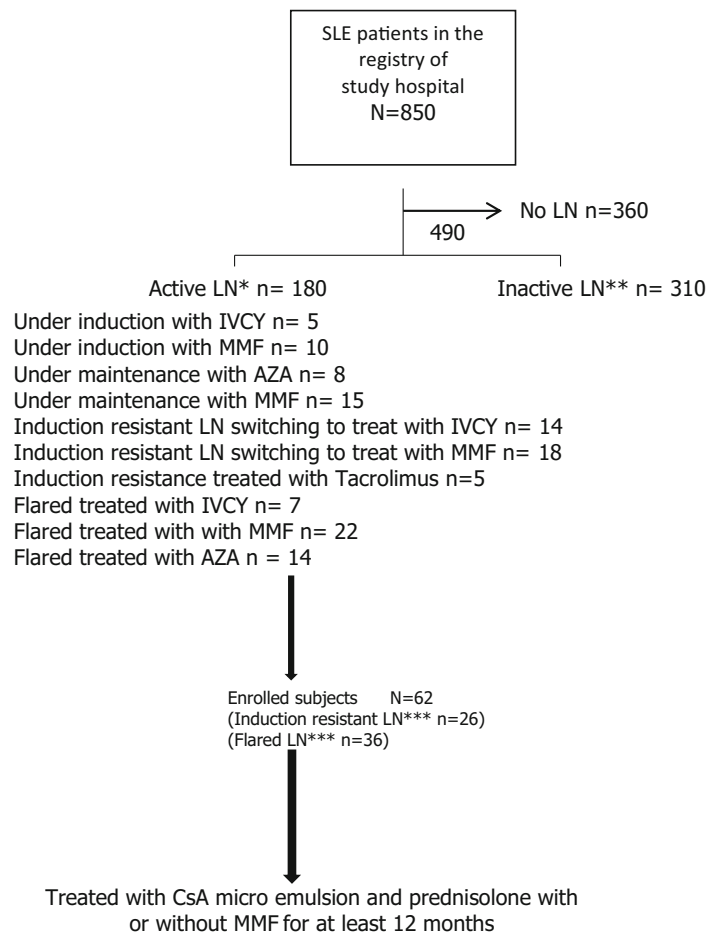 SLE patients in the
registry of
study hospital
N=850
No LN n=360
490
Active LN* n= 180
Inactive LN** n= 310
Under induction with IVCY n= 5
Under induction with MMF n= 10
Under maintenance with AZA n= 8
Under maintenance with MMF n= 15
Induction resistant LN switching to treat with IVCY n= 14
Induction resistant LN switching to treat with MMF n= 18
Induction resistance treated with Tacrolimus n=5
Flared treated with IVCY n= 7
Flared treated with with MMF n= 22
Flared treated with AZA n = 14
Enrolled subjects N=62
(Induction resistant LN*** n=26)
(Flared LN*** n=36)
Treated with CsA micro emulsion and prednisolone with
or without MMF for at least 12 months